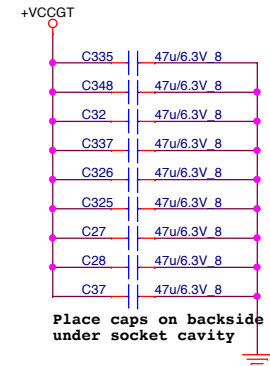 +VCCGT
C335 47u/6.3V_8
C348 47u/6.3V_8
C32 47u/6.3V_8
C337 47u/6.3V_8
C326 47u/6.3V_8
C325 47u/6.3V_8
C27 47u/6.3V_8
C28 47u/6.3V_8
C37 47u/6.3V_8
Place caps on backside
under socket cavity